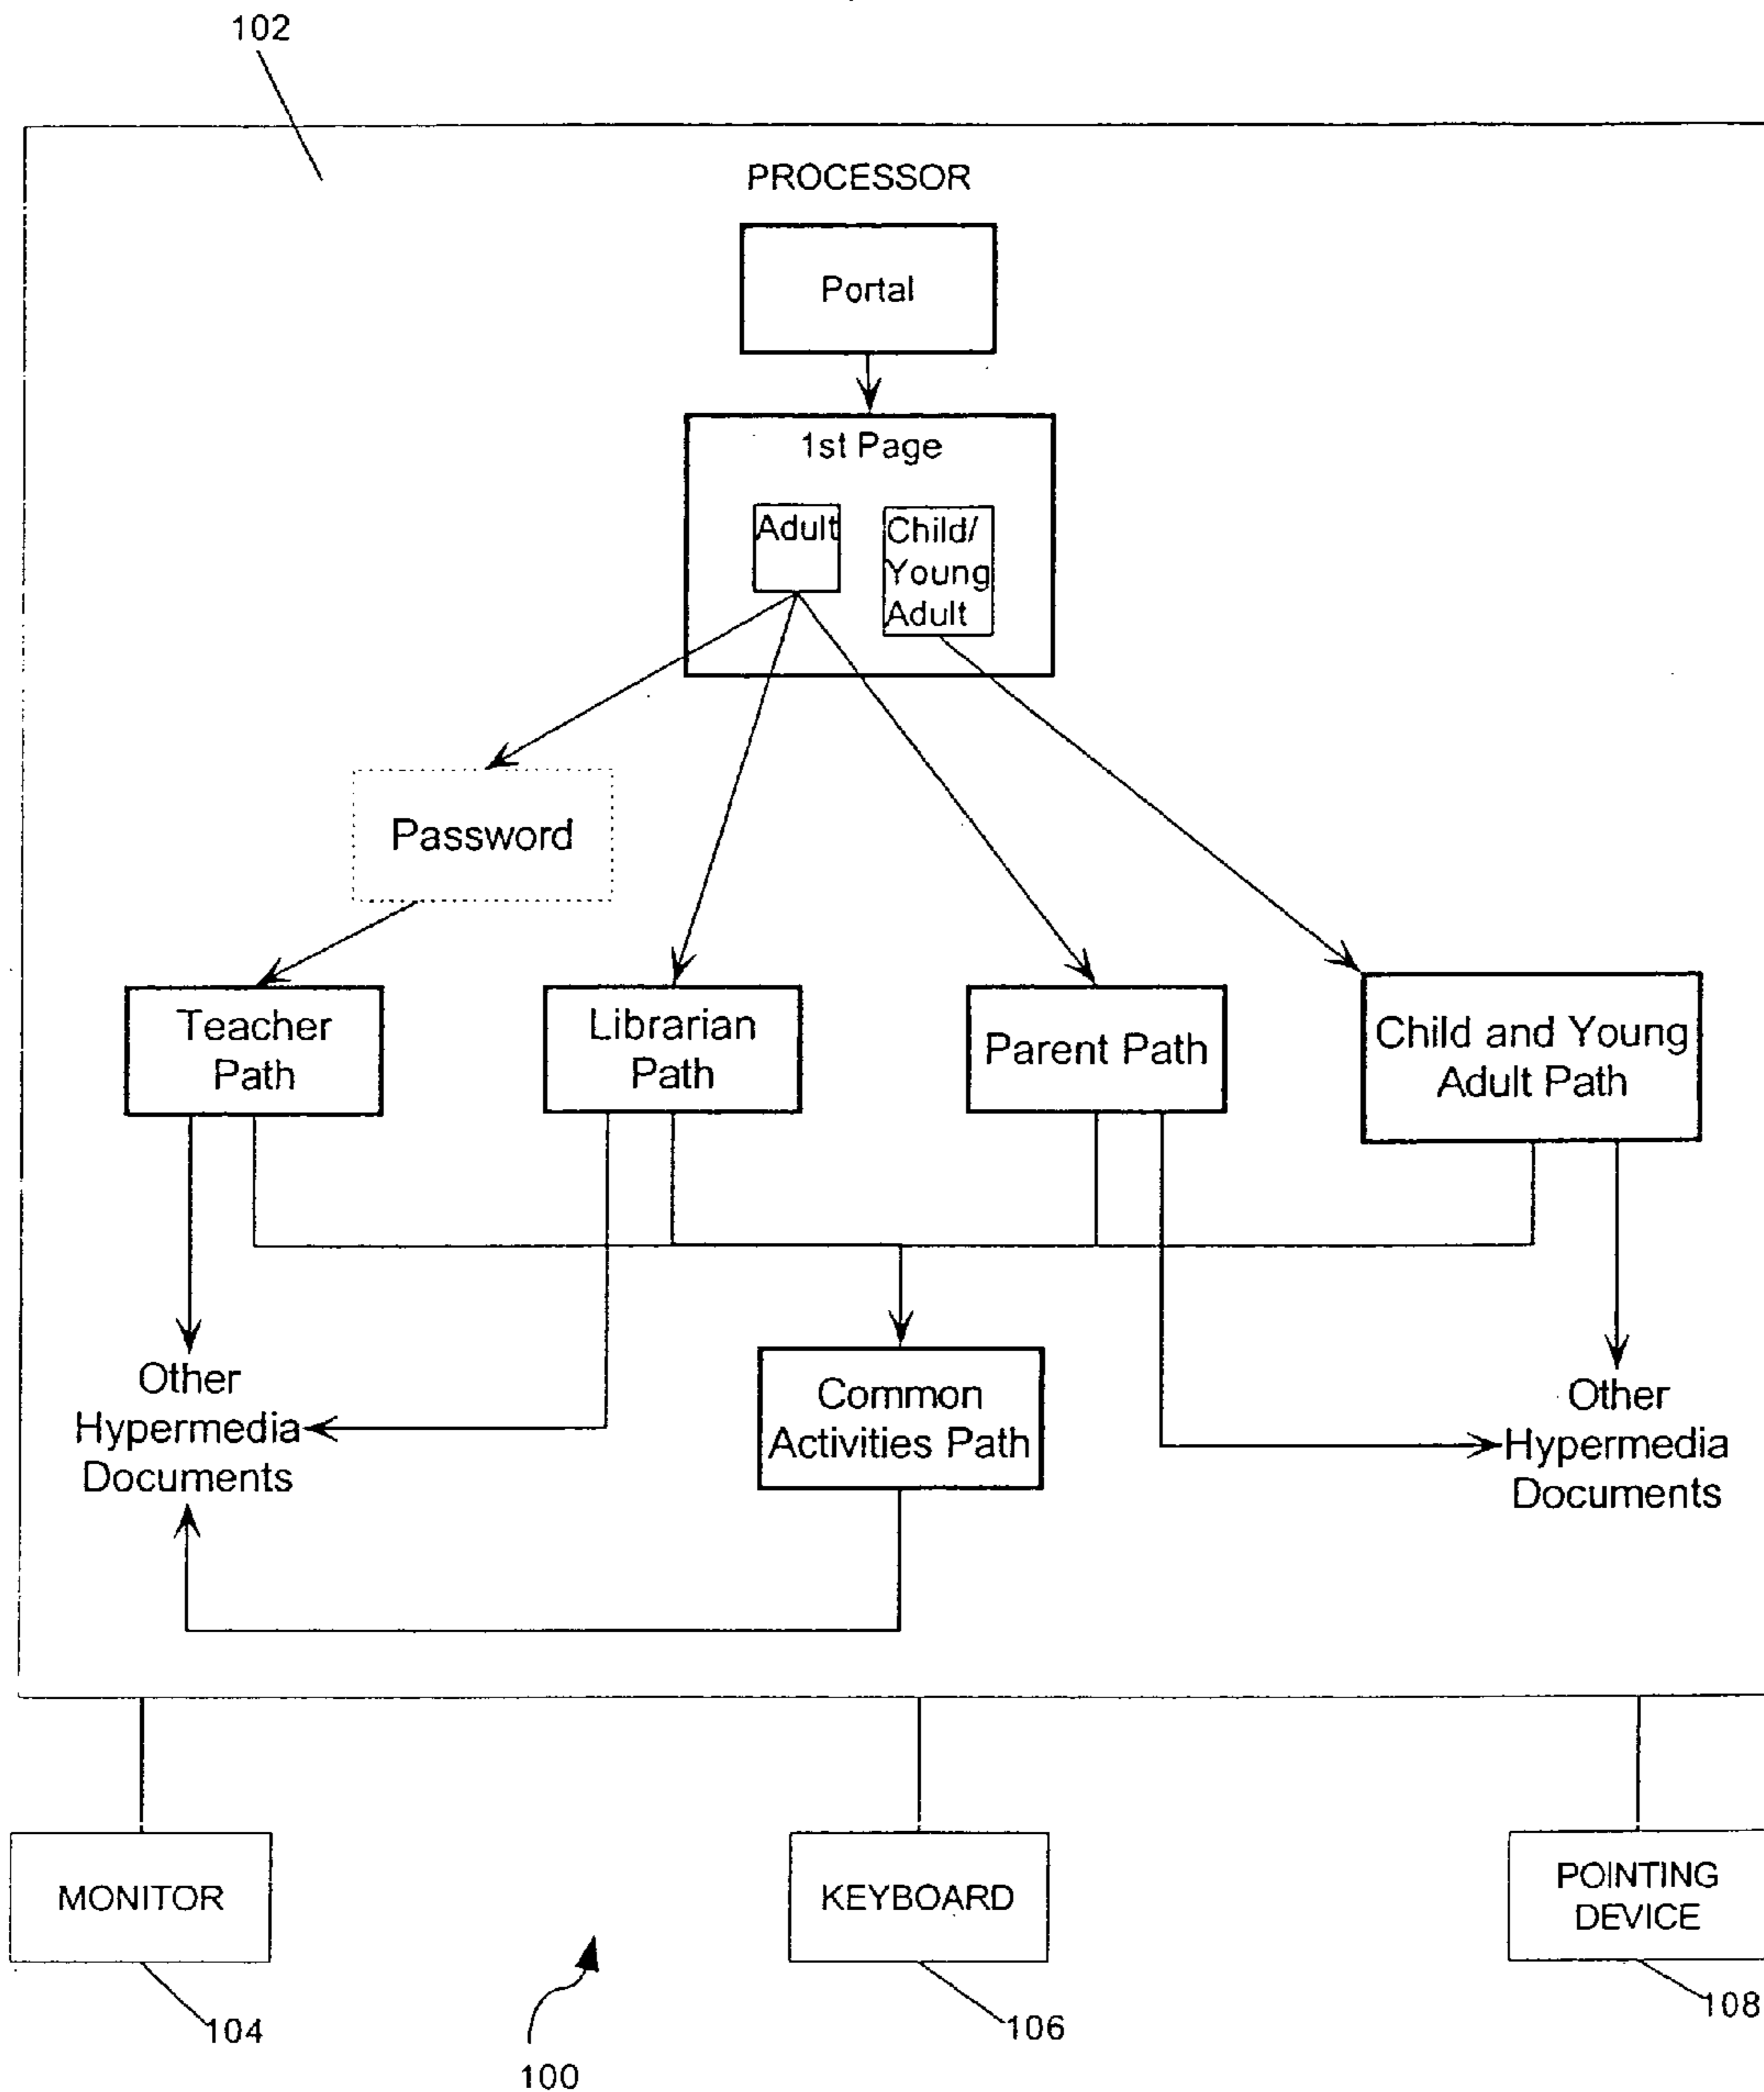 102
PROCESSOR
Portal
1st Page
Adult
Child/
Young
Adult
Password
Teacher
Path
Librarian
Path
Parent Path
Child and Young
Adult Path
Other
Hypermedia
Documents
Common
Activities Path
Other
Hypermedia
Documents
MONITOR
KEYBOARD
POINTING
DEVICE
104
106
108
100